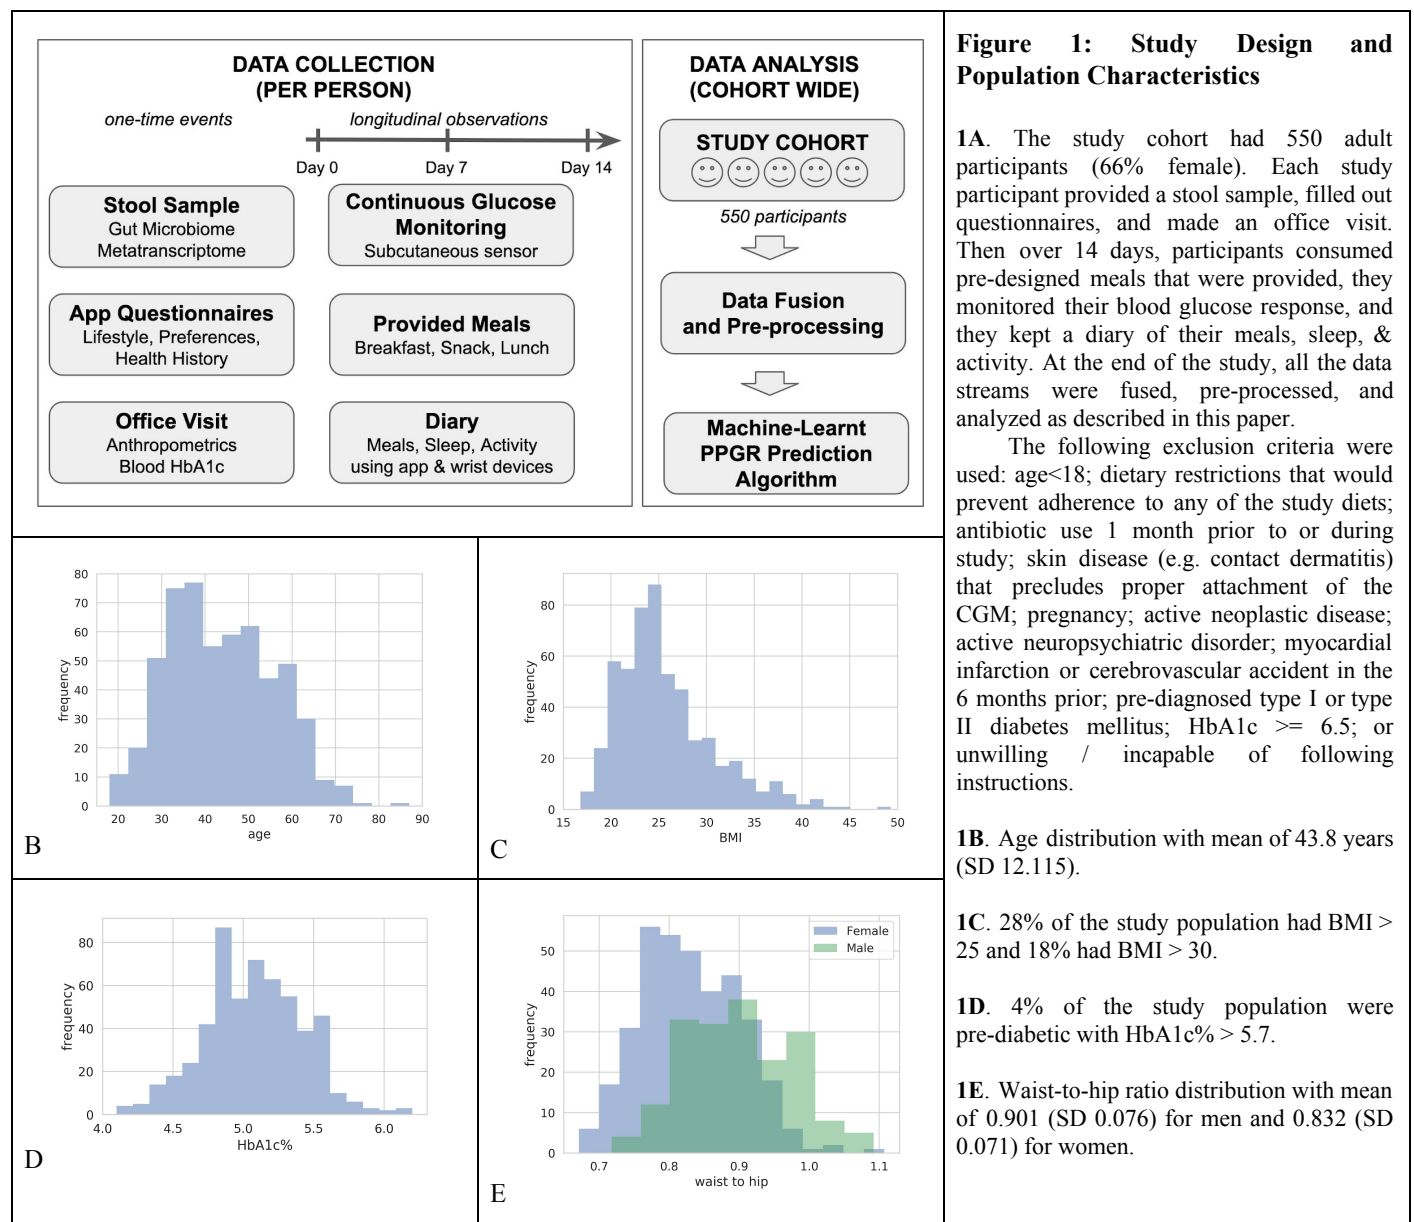 DATA COLLECTION
(PER PERSON)
one-time events
longitudinal observations
Day 0
Day 7
Day 14
Stool Sample
Gut Microbiome
Metatranscriptome
Continuous Glucose
Monitoring
Subcutaneous sensor
App Questionnaires
Lifestyle, Preferences,
Health History
Provided Meals
Breakfast, Snack, Lunch
Office Visit
Anthropometrics
Blood HbA1c
Diary
Meals, Sleep, Activity
using app & wrist devices
DATA ANALYSIS
(COHORT WIDE)
STUDY COHORT
550 participants
Data Fusion
and Pre-processing
Machine-Learnt
PPGR Prediction
Algorithm
80
70
60
50
40
30
20
10
0
frequency
20 30 40 50 60 70 80 90
age
B
80
60
40
20
0
frequency
15 20 25 30 35 40 45 50
BMI
C
80
60
40
20
0
frequency
4.0 4.5 5.0 5.5 6.0
HbA1c%
D
50
40
30
20
10
0
frequency
Female
Male
0.7 0.8 0.9 1.0 1.1
waist to hip
E
Figure 1: Study Design and
Population Characteristics
1A. The study cohort had 550 adult
participants (66% female). Each study
participant provided a stool sample, filled out
questionnaires, and made an office visit.
Then over 14 days, participants consumed
pre-designed meals that were provided, they
monitored their blood glucose response, and
they kept a diary of their meals, sleep, &
activity. At the end of the study, all the data
streams were fused, pre-processed, and
analyzed as described in this paper.
The following exclusion criteria were
used: age<18; dietary restrictions that would
prevent adherence to any of the study diets;
antibiotic use 1 month prior to or during
study; skin disease (e.g. contact dermatitis)
that precludes proper attachment of the
CGM; pregnancy; active neoplastic disease;
active neuropsychiatric disorder; myocardial
infarction or cerebrovascular accident in the
6 months prior; pre-diagnosed type I or type
II diabetes mellitus; HbA1c >= 6.5; or
unwilling / incapable of following
instructions.
1B. Age distribution with mean of 43.8 years
(SD 12.115).
1C. 28% of the study population had BMI >
25 and 18% had BMI > 30.
1D. 4% of the study population were
pre-diabetic with HbA1c% > 5.7.
1E. Waist-to-hip ratio distribution with mean
of 0.901 (SD 0.076) for men and 0.832 (SD
0.071) for women.